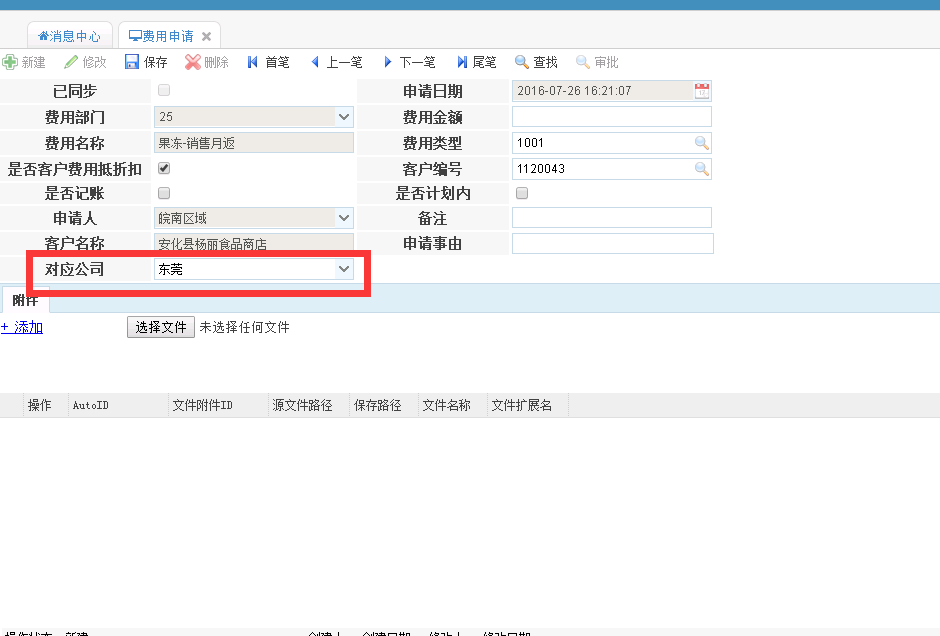 消息中心 费用申请
新建 修改 保存 删除 首笔 上一笔 下一笔 尾笔 查找 审批
已同步 申请日期 2016-07-26 16:21:07
费用部门 25 费用金额
费用名称 果冻-销售月返 费用类型 1001
是否客户费用抵折扣 客户编号 1120043
是否记账 是否计划内
申请人 皖南区域 备注
客户名称 安化县杨丽食品商店 申请事由
对应公司 东莞
附件
+ 添加 选择文件 未选择任何文件
操作 AutoID 文件附件ID 源文件路径 保存路径 文件名称 文件扩展名